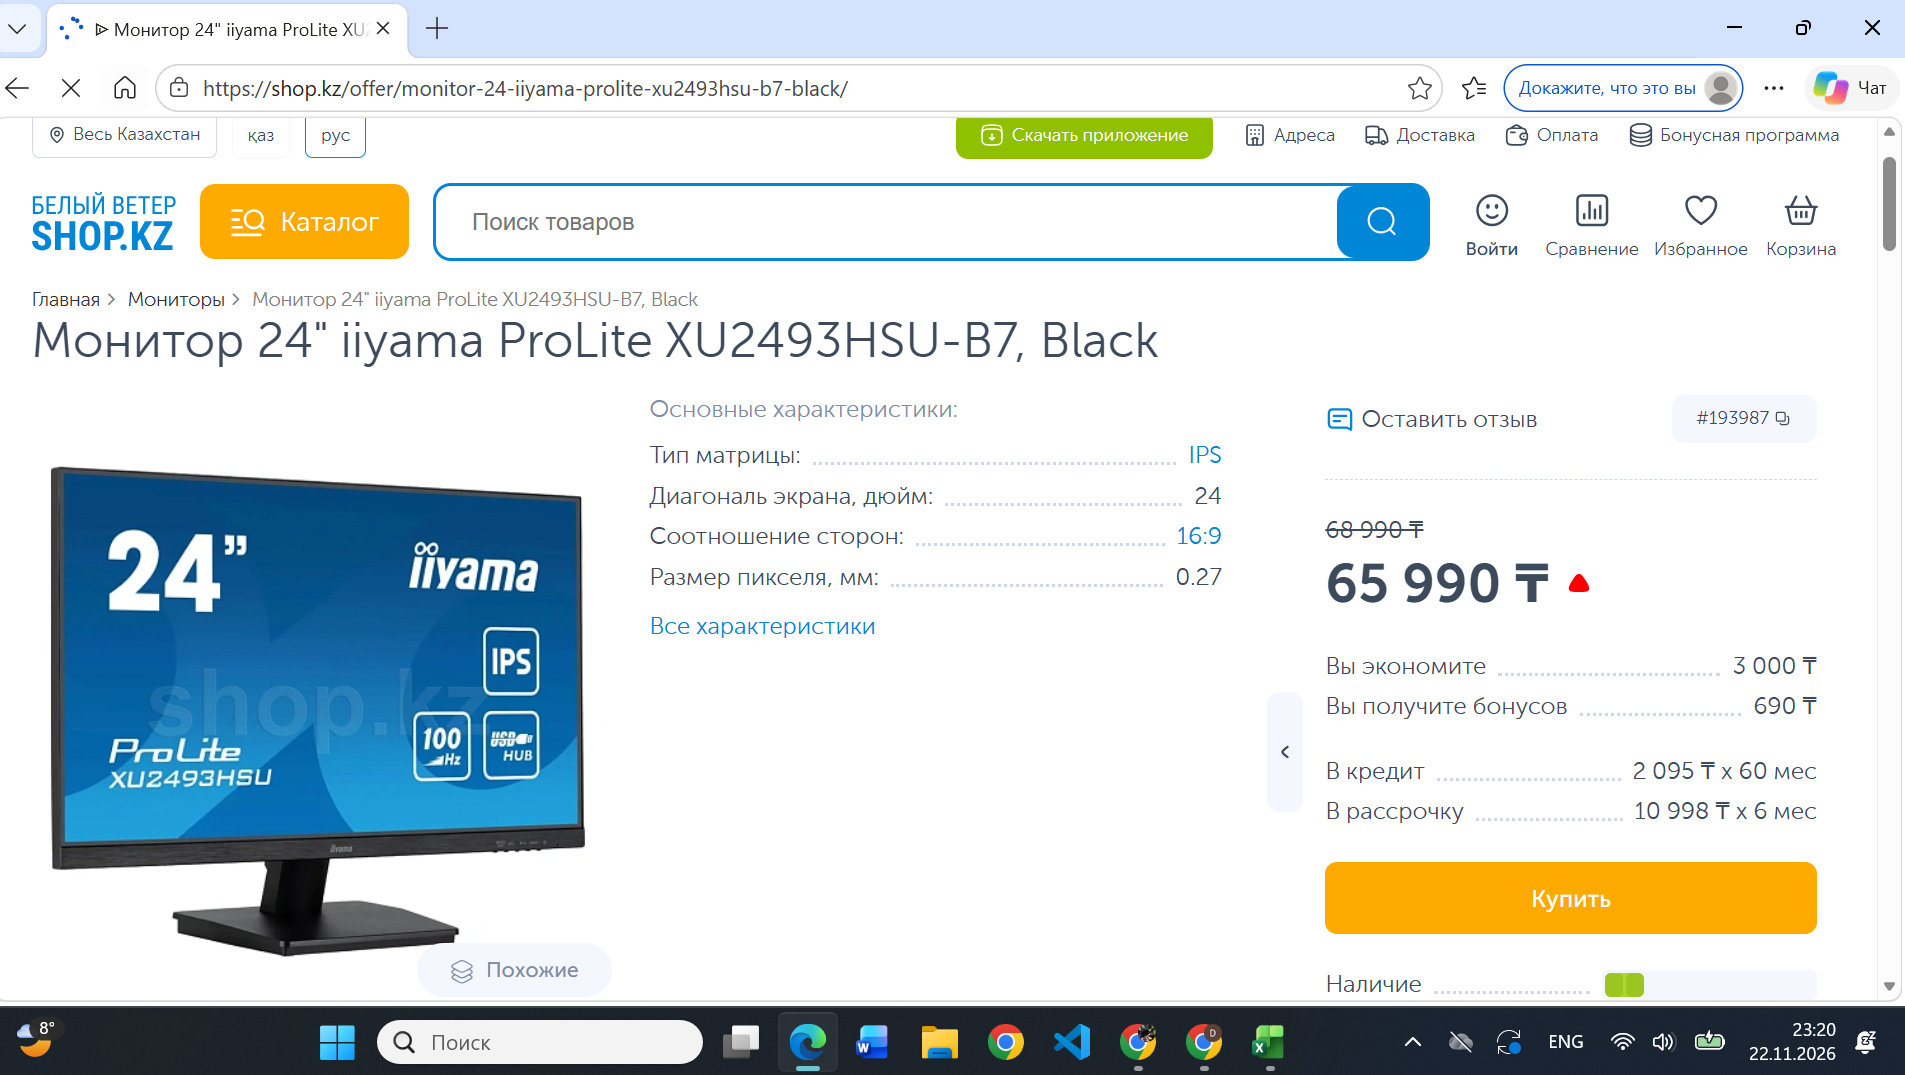 ▷ Монитор 24" iiyama ProLite XU2
https://shop.kz/offer/monitor-24-iiyama-prolite-xu2493hsu-b7-black/
Докажите, что это вы
Чат
Весь Казахстан
қаз
рус
Скачать приложение
Адреса
Доставка
Оплата
Бонусная программа
БЕЛЫЙ ВЕТЕР
SHOP.KZ
Каталог
Поиск товаров
Войти
Сравнение
Избранное
Корзина
Главная > Мониторы > Монитор 24" iiyama ProLite XU2493HSU-B7, Black
Монитор 24" iiyama ProLite XU2493HSU-B7, Black
24”
iiyama
IPS
100 Hz
USB HUB
shop.kz
ProLite
XU2493HSU
iiyama
Похожие
Основные характеристики:
Тип матрицы: IPS
Диагональ экрана, дюйм: 24
Соотношение сторон: 16:9
Размер пикселя, мм: 0.27
Все характеристики
Оставить отзыв
#193987
68 990 ₸
65 990 ₸
Вы экономите 3 000 ₸
Вы получите бонусов 690 ₸
В кредит 2 095 ₸ x 60 мес
В рассрочку 10 998 ₸ x 6 мес
Купить
Наличие
8°
Поиск
D
ENG
23:20
22.11.2026